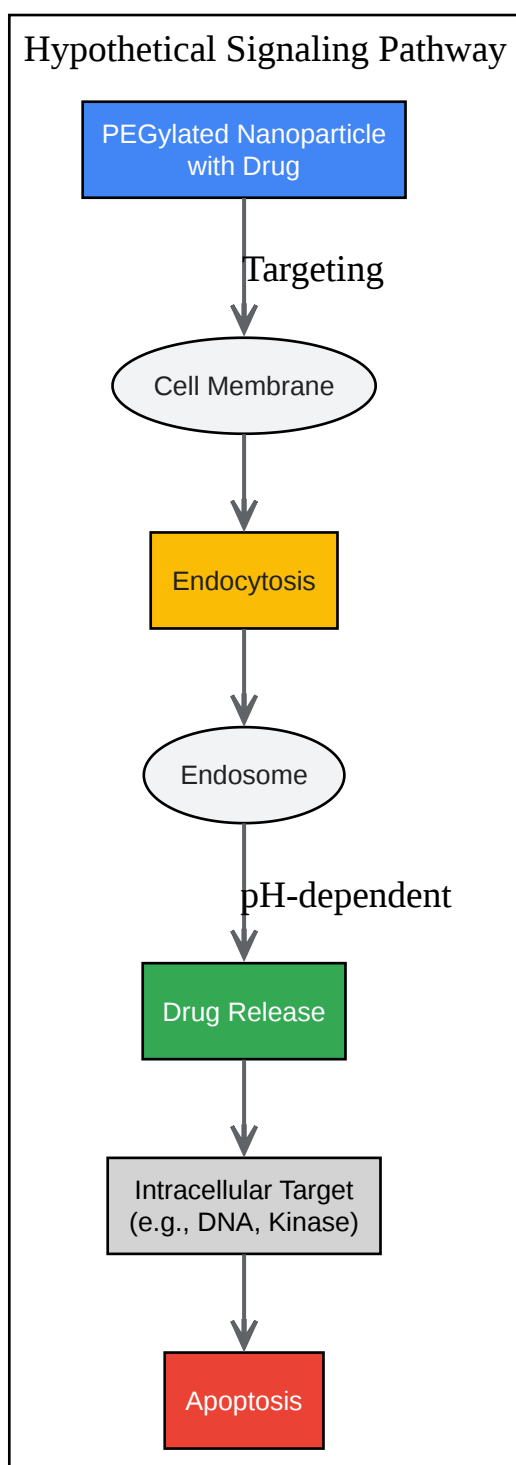 Hypothetical Signaling Pathway
PEGylated Nanoparticle
with Drug
Targeting
Cell Membrane
Endocytosis
Endosome
pH-dependent
Drug Release
Intracellular Target
(e.g., DNA, Kinase)
Apoptosis